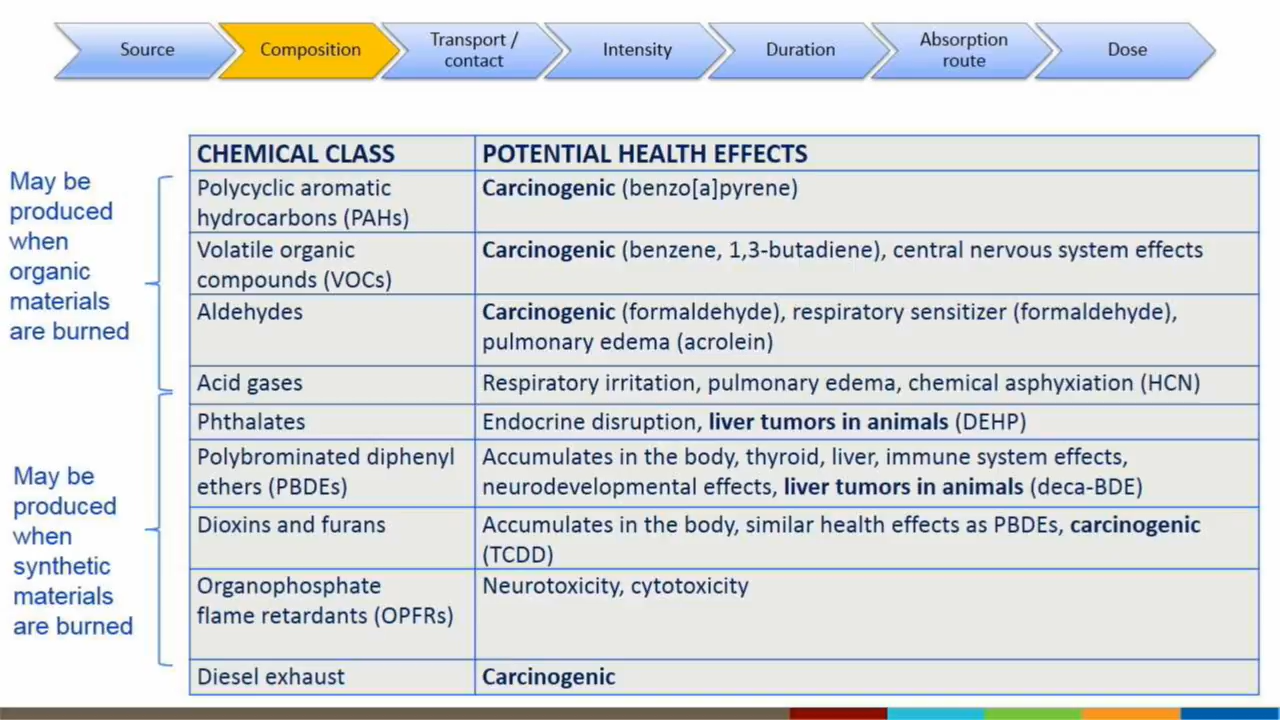 Source
Composition
Transport /
contact
Intensity
Duration
Absorption
route
Dose
May be
produced
when
organic
materials
are burned
May be
produced
when
synthetic
materials
are burned
CHEMICAL CLASS
POTENTIAL HEALTH EFFECTS
Polycyclic aromatic
hydrocarbons (PAHs)
Carcinogenic (benzo[a]pyrene)
Volatile organic
compounds (VOCs)
Carcinogenic (benzene, 1,3-butadiene), central nervous system effects
Aldehydes
Carcinogenic (formaldehyde), respiratory sensitizer (formaldehyde),
pulmonary edema (acrolein)
Acid gases
Respiratory irritation, pulmonary edema, chemical asphyxiation (HCN)
Phthalates
Endocrine disruption, liver tumors in animals (DEHP)
Polybrominated diphenyl
ethers (PBDEs)
Accumulates in the body, thyroid, liver, immune system effects,
neurodevelopmental effects, liver tumors in animals (deca-BDE)
Dioxins and furans
Accumulates in the body, similar health effects as PBDEs, carcinogenic
(TCDD)
Organophosphate
flame retardants (OPFRs)
Neurotoxicity, cytotoxicity
Diesel exhaust
Carcinogenic